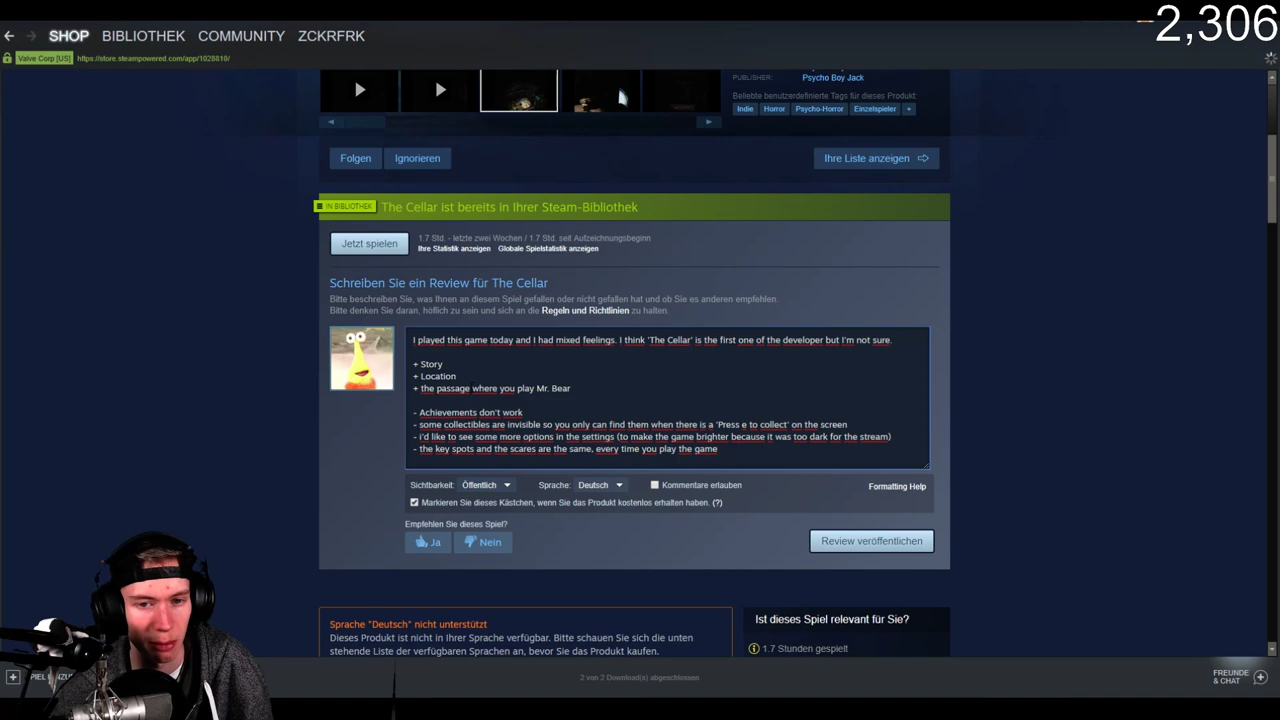 2,306
SHOP BIBLIOTHEK COMMUNITY ZCKRFRK
Valve Corp [US] https://store.steampowered.com/app/1028810/
PUBLISHER: Psycho Boy Jack
Beliebte benutzerdefinierte Tags für dieses Produkt:
Indie Horror Psycho-Horror Einzelspieler +
Folgen Ignorieren Ihre Liste anzeigen
IN BIBLIOTHEK The Cellar ist bereits in Ihrer Steam-Bibliothek
Jetzt spielen 1.7 Std. - letzte zwei Wochen / 1.7 Std. seit Aufzeichnungsbeginn
Ihre Statistik anzeigen Globale Spielstatistik anzeigen
Schreiben Sie ein Review für The Cellar
Bitte beschreiben Sie, was Ihnen an diesem Spiel gefallen oder nicht gefallen hat und ob Sie es anderen empfehlen.
Bitte denken Sie daran, höflich zu sein und sich an die Regeln und Richtlinien zu halten.
I played this game today and I had mixed feelings. I think 'The Cellar' is the first one of the developer but I'm not sure.
+ Story
+ Location
+ the passage where you play Mr. Bear
- Achievements don't work
- some collectibles are invisible so you only can find them when there is a 'Press e to collect' on the screen
- i'd like to see some more options in the settings (to make the game brighter because it was too dark for the stream)
- the key spots and the scares are the same, every time you play the game
Sichtbarkeit: Öffentlich Sprache: Deutsch Kommentare erlauben Formatting Help
Markieren Sie dieses Kästchen, wenn Sie das Produkt kostenlos erhalten haben. (?)
Empfehlen Sie dieses Spiel?
Ja Nein Review veröffentlichen
Sprache "Deutsch" nicht unterstützt
Dieses Produkt ist nicht in Ihrer Sprache verfügbar. Bitte schauen Sie sich die unten
stehende Liste der verfügbaren Sprachen an, bevor Sie das Produkt kaufen.
Ist dieses Spiel relevant für Sie?
1.7 Stunden gespielt
2 von 2 Download(s) abgeschlossen
FREUNDE
& CHAT